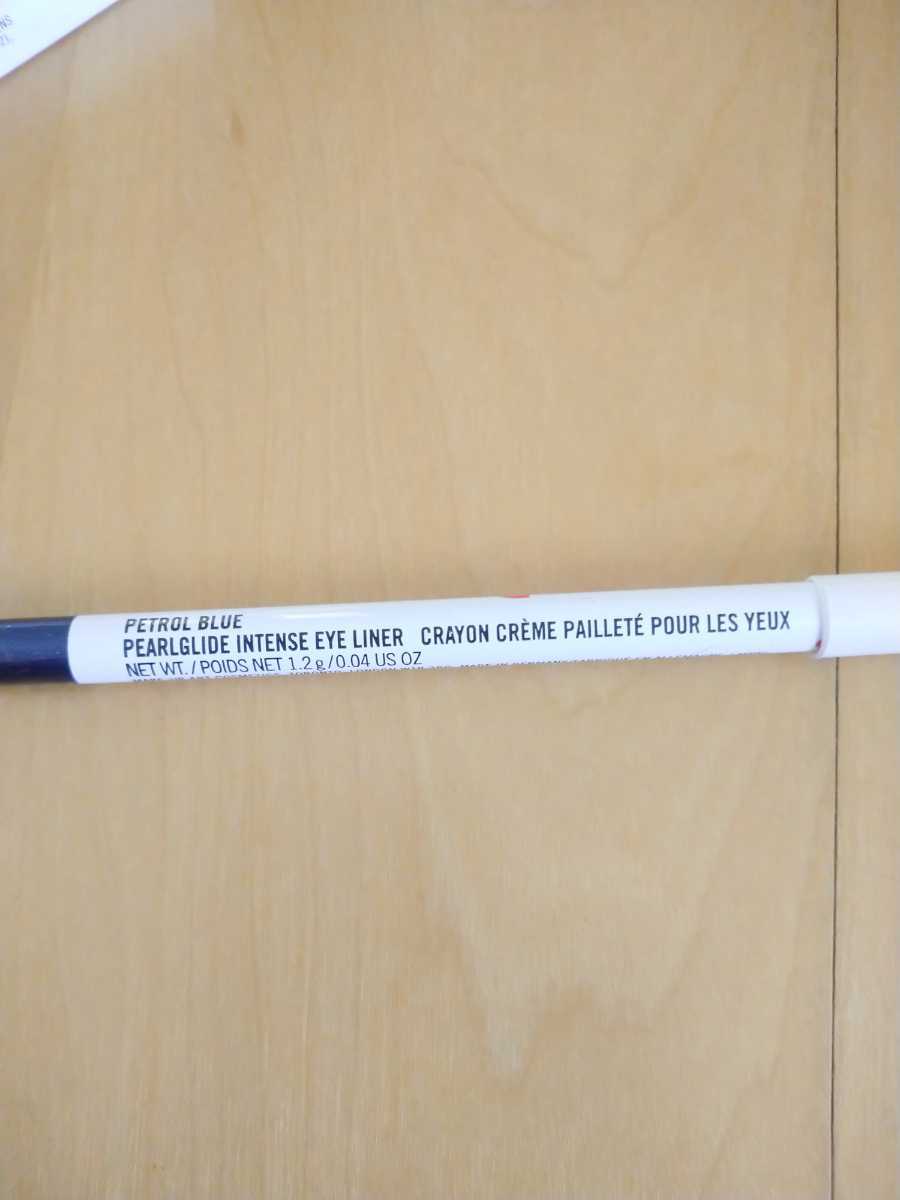 PETROL BLUE
PEARLGLIDE INTENSE EYE LINER CRAYON CRÈME PAILLETÉ POUR LES YEUX
NET WT./POIDS NET 1.2 g/0.04 US OZ